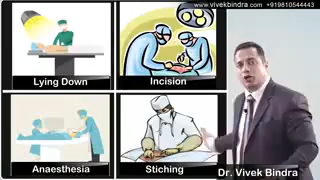 www.vivekbindra.com +919810544443
Lying Down
Incision
Anaesthesia
Stiching
Dr. Vivek Bindra